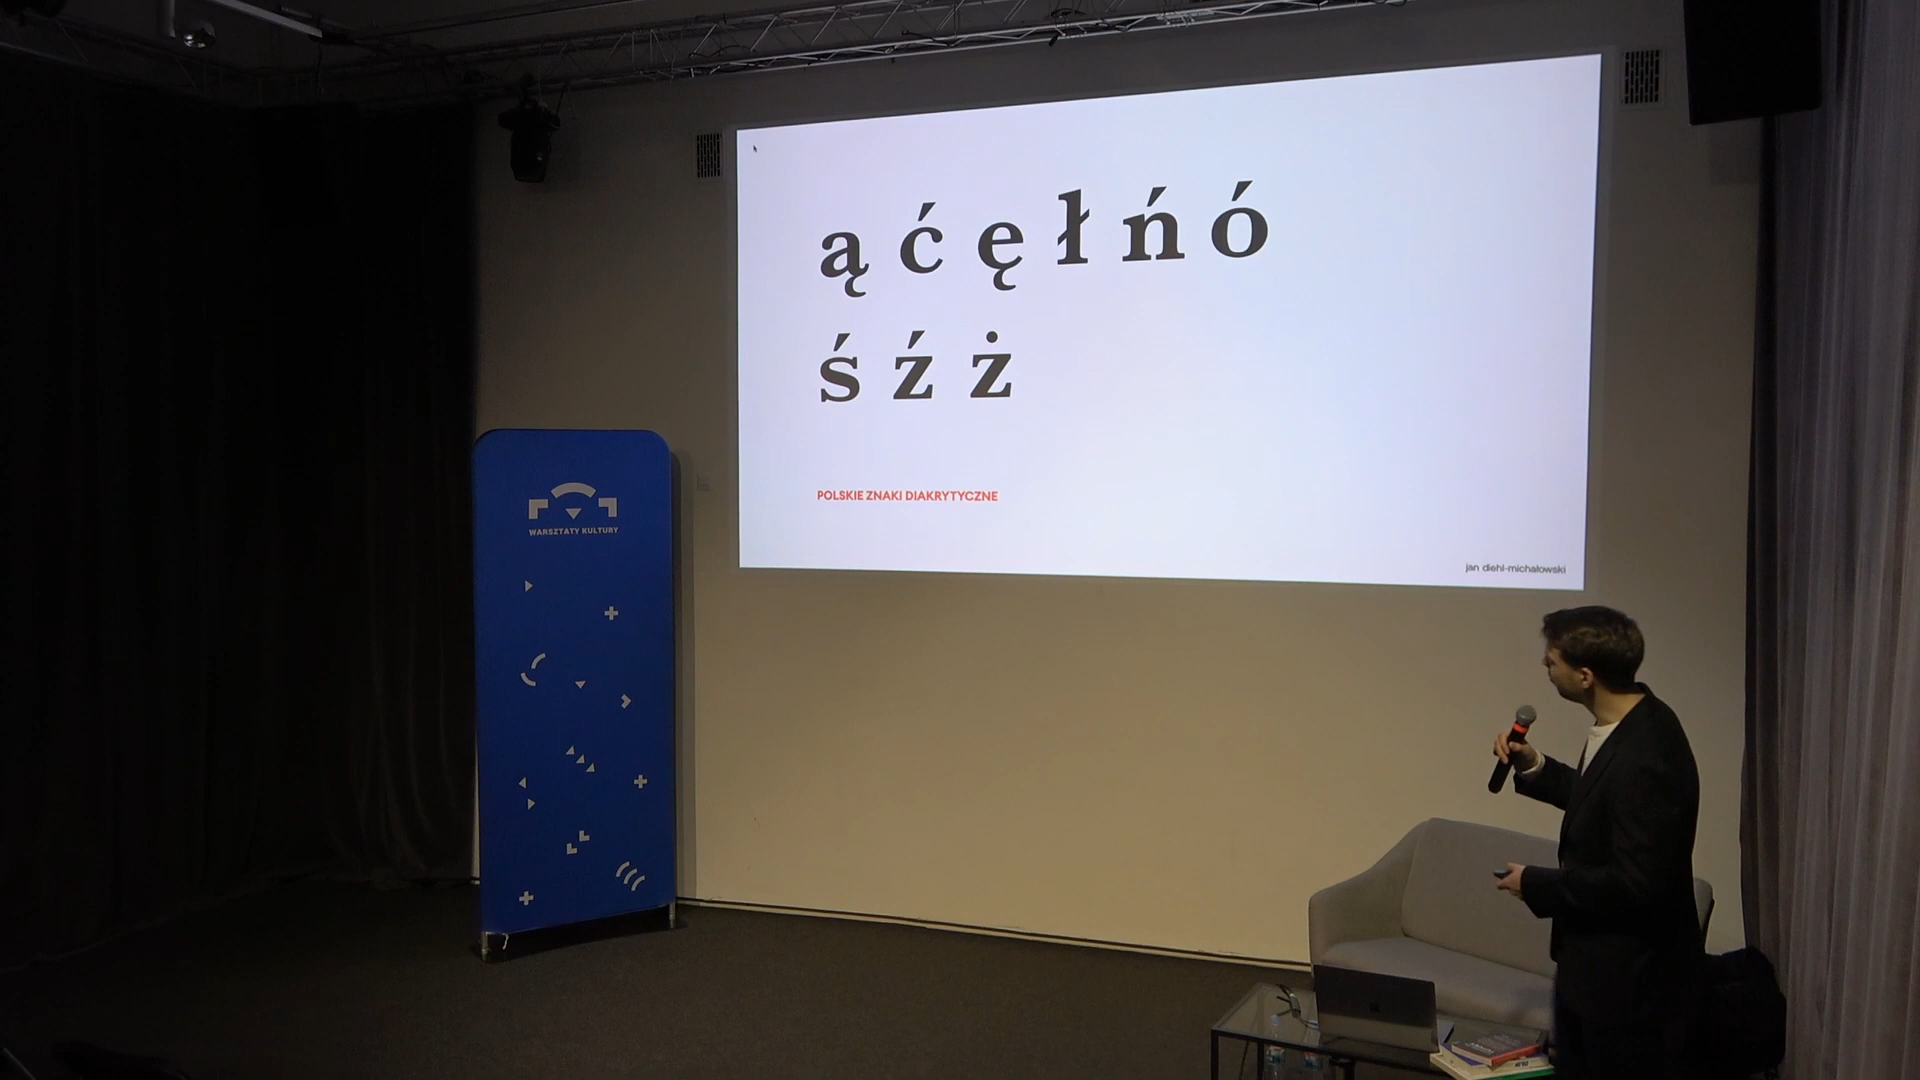 ą ć ę ł ń ó
ś ź ż
POLSKIE ZNAKI DIAKRYTYCZNE
jan diehl-michałowski
WARSZTATY KULTURY